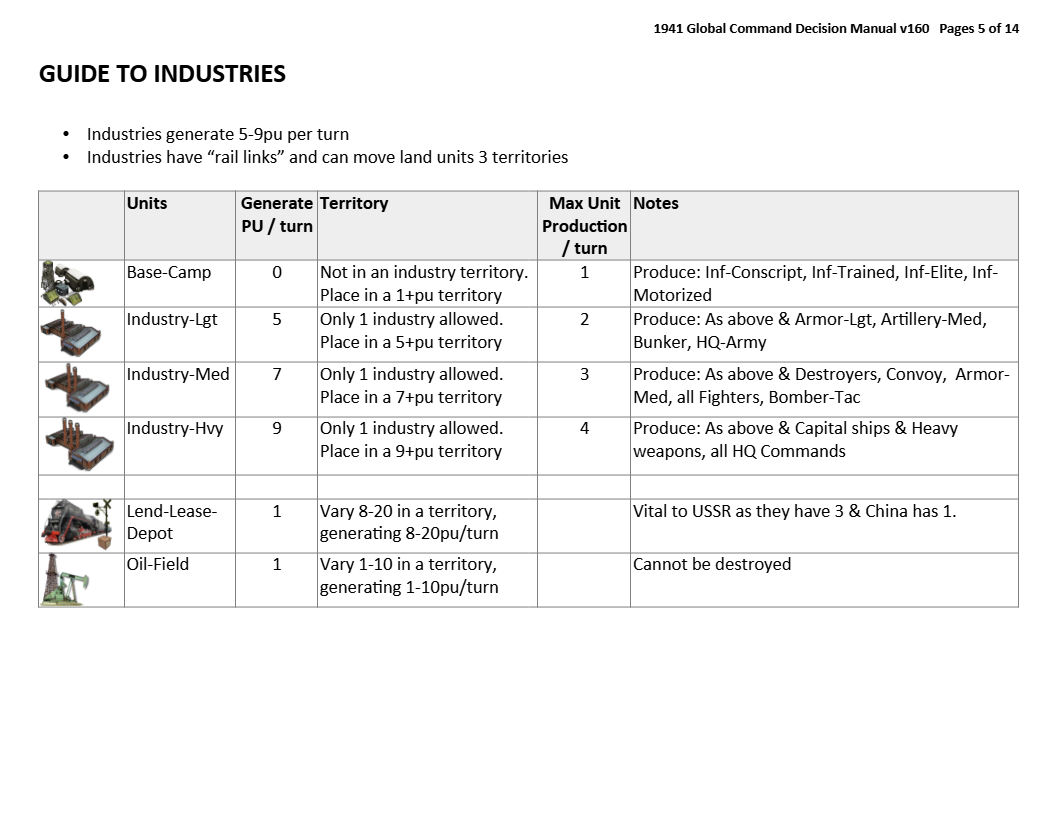 1941 Global Command Decision Manual v160   Pages 5 of 14
GUIDE TO INDUSTRIES
• Industries generate 5-9pu per turn
• Industries have “rail links” and can move land units 3 territories
Units Generate PU / turn Territory Max Unit Production / turn Notes
Base-Camp 0 Not in an industry territory. 1 Produce: Inf-Conscript, Inf-Trained, Inf-Elite, Inf-
Place in a 1+pu territory Motorized
Industry-Lgt 5 Only 1 industry allowed. 2 Produce: As above & Armor-Lgt, Artillery-Med,
Place in a 5+pu territory Bunker, HQ-Army
Industry-Med 7 Only 1 industry allowed. 3 Produce: As above & Destroyers, Convoy,  Armor-
Place in a 7+pu territory Med, all Fighters, Bomber-Tac
Industry-Hvy 9 Only 1 industry allowed. 4 Produce: As above & Capital ships & Heavy
Place in a 9+pu territory weapons, all HQ Commands
Lend-Lease- 1 Vary 8-20 in a territory, Vital to USSR as they have 3 & China has 1.
Depot generating 8-20pu/turn
Oil-Field 1 Vary 1-10 in a territory, Cannot be destroyed
generating 1-10pu/turn